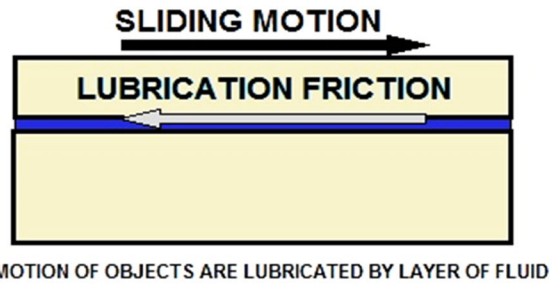 SLIDING MOTION
LUBRICATION FRICTION
MOTION OF OBJECTS ARE LUBRICATED BY LAYER OF FLUID